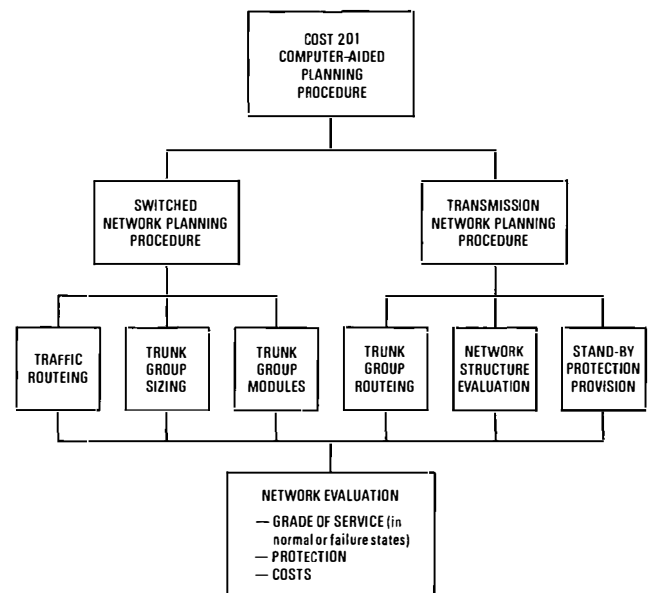 COST 201
COMPUTER-AIDED
PLANNING
PROCEDURE
SWITCHED
NETWORK PLANNING
PROCEDURE
TRANSMISSION
NETWORK PLANNING
PROCEDURE
TRAFFIC
ROUTEING
TRUNK
GROUP
SIZING
TRUNK
GROUP
MODULES
TRUNK
GROUP
ROUTEING
NETWORK
STRUCTURE
EVALUATION
STAND-BY
PROTECTION
PROVISION
NETWORK EVALUATION
— GRADE OF SERVICE (in
normal or failure states)
— PROTECTION
— COSTS